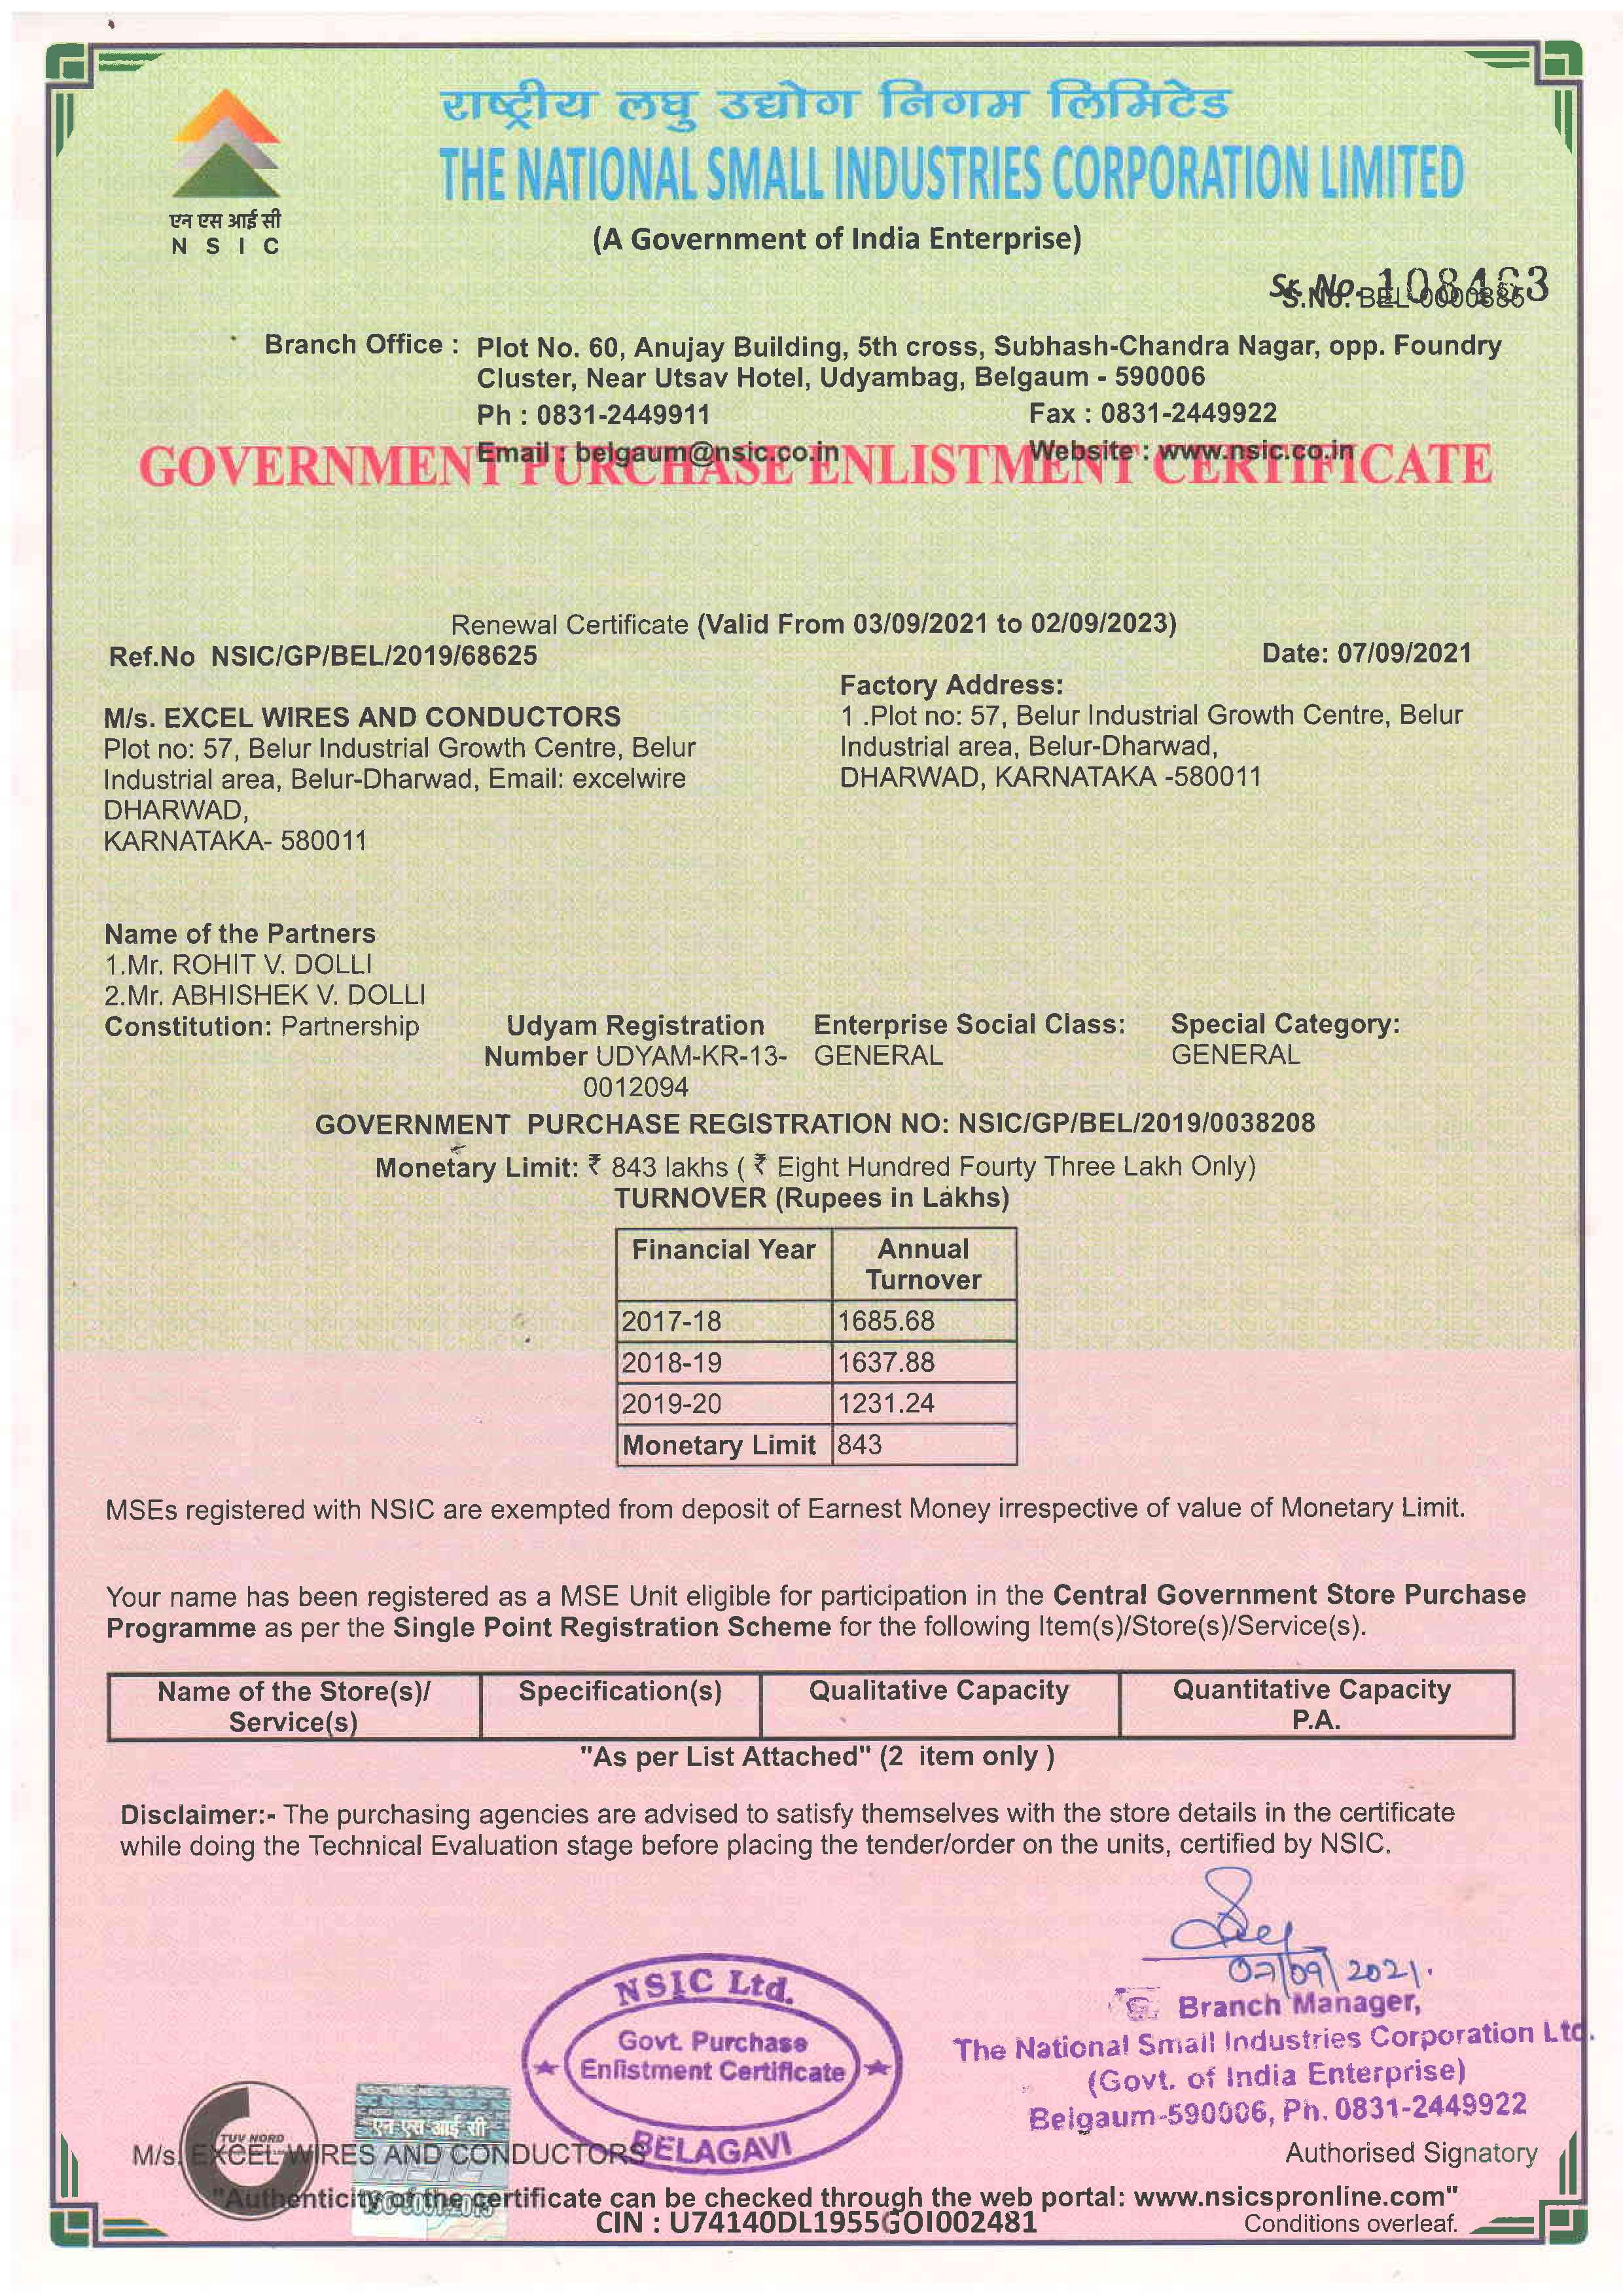 राष्ट्रीय लघु उद्योग निगम लिमिटेड
THE NATIONAL SMALL INDUSTRIES CORPORATION LIMITED
एन एस आई सी
N S I C
(A Government of India Enterprise)
Sr. No. 108463
S.No. BEL-0000886
Branch Office : Plot No. 60, Anujay Building, 5th cross, Subhash-Chandra Nagar, opp. Foundry
Cluster, Near Utsav Hotel, Udyambag, Belgaum - 590006
Ph : 0831-2449911 Fax : 0831-2449922
Email : belgaum@nsic.co.in Website : www.nsic.co.in
GOVERNMENT PURCHASE ENLISTMENT CERTIFICATE
Renewal Certificate (Valid From 03/09/2021 to 02/09/2023)
Ref.No NSIC/GP/BEL/2019/68625 Date: 07/09/2021
M/s. EXCEL WIRES AND CONDUCTORS
Plot no: 57, Belur Industrial Growth Centre, Belur
Industrial area, Belur-Dharwad, Email: excelwire
DHARWAD,
KARNATAKA- 580011
Factory Address:
1 .Plot no: 57, Belur Industrial Growth Centre, Belur
Industrial area, Belur-Dharwad,
DHARWAD, KARNATAKA -580011
Name of the Partners
1.Mr. ROHIT V. DOLLI
2.Mr. ABHISHEK V. DOLLI
Constitution: Partnership
Udyam Registration
Number UDYAM-KR-13-
0012094
Enterprise Social Class:
GENERAL
Special Category:
GENERAL
GOVERNMENT PURCHASE REGISTRATION NO: NSIC/GP/BEL/2019/0038208
Monetary Limit: ₹ 843 lakhs ( ₹ Eight Hundred Fourty Three Lakh Only)
TURNOVER (Rupees in Lakhs)
Financial Year Annual
Turnover
2017-18 1685.68
2018-19 1637.88
2019-20 1231.24
Monetary Limit 843
MSEs registered with NSIC are exempted from deposit of Earnest Money irrespective of value of Monetary Limit.
Your name has been registered as a MSE Unit eligible for participation in the Central Government Store Purchase
Programme as per the Single Point Registration Scheme for the following Item(s)/Store(s)/Service(s).
Name of the Store(s)/
Service(s)
Specification(s)
Qualitative Capacity
Quantitative Capacity
P.A.
"As per List Attached" (2 item only )
Disclaimer:- The purchasing agencies are advised to satisfy themselves with the store details in the certificate
while doing the Technical Evaluation stage before placing the tender/order on the units, certified by NSIC.
07/09/2021.
Branch Manager,
The National Small Industries Corporation Ltd.
(Govt. of India Enterprise)
Belgaum-590006, Ph. 0831-2449922
NSIC Ltd.
Govt. Purchase
Enlistment Certificate
BELAGAVI
TUV NORD
एन एस आई सी
NSIC
M/s. EXCEL WIRES AND CONDUCTORS
Authorised Signatory
"Authenticity of the certificate can be checked through the web portal: www.nsicspronline.com"
CIN : U74140DL1955GOI002481
Conditions overleaf.